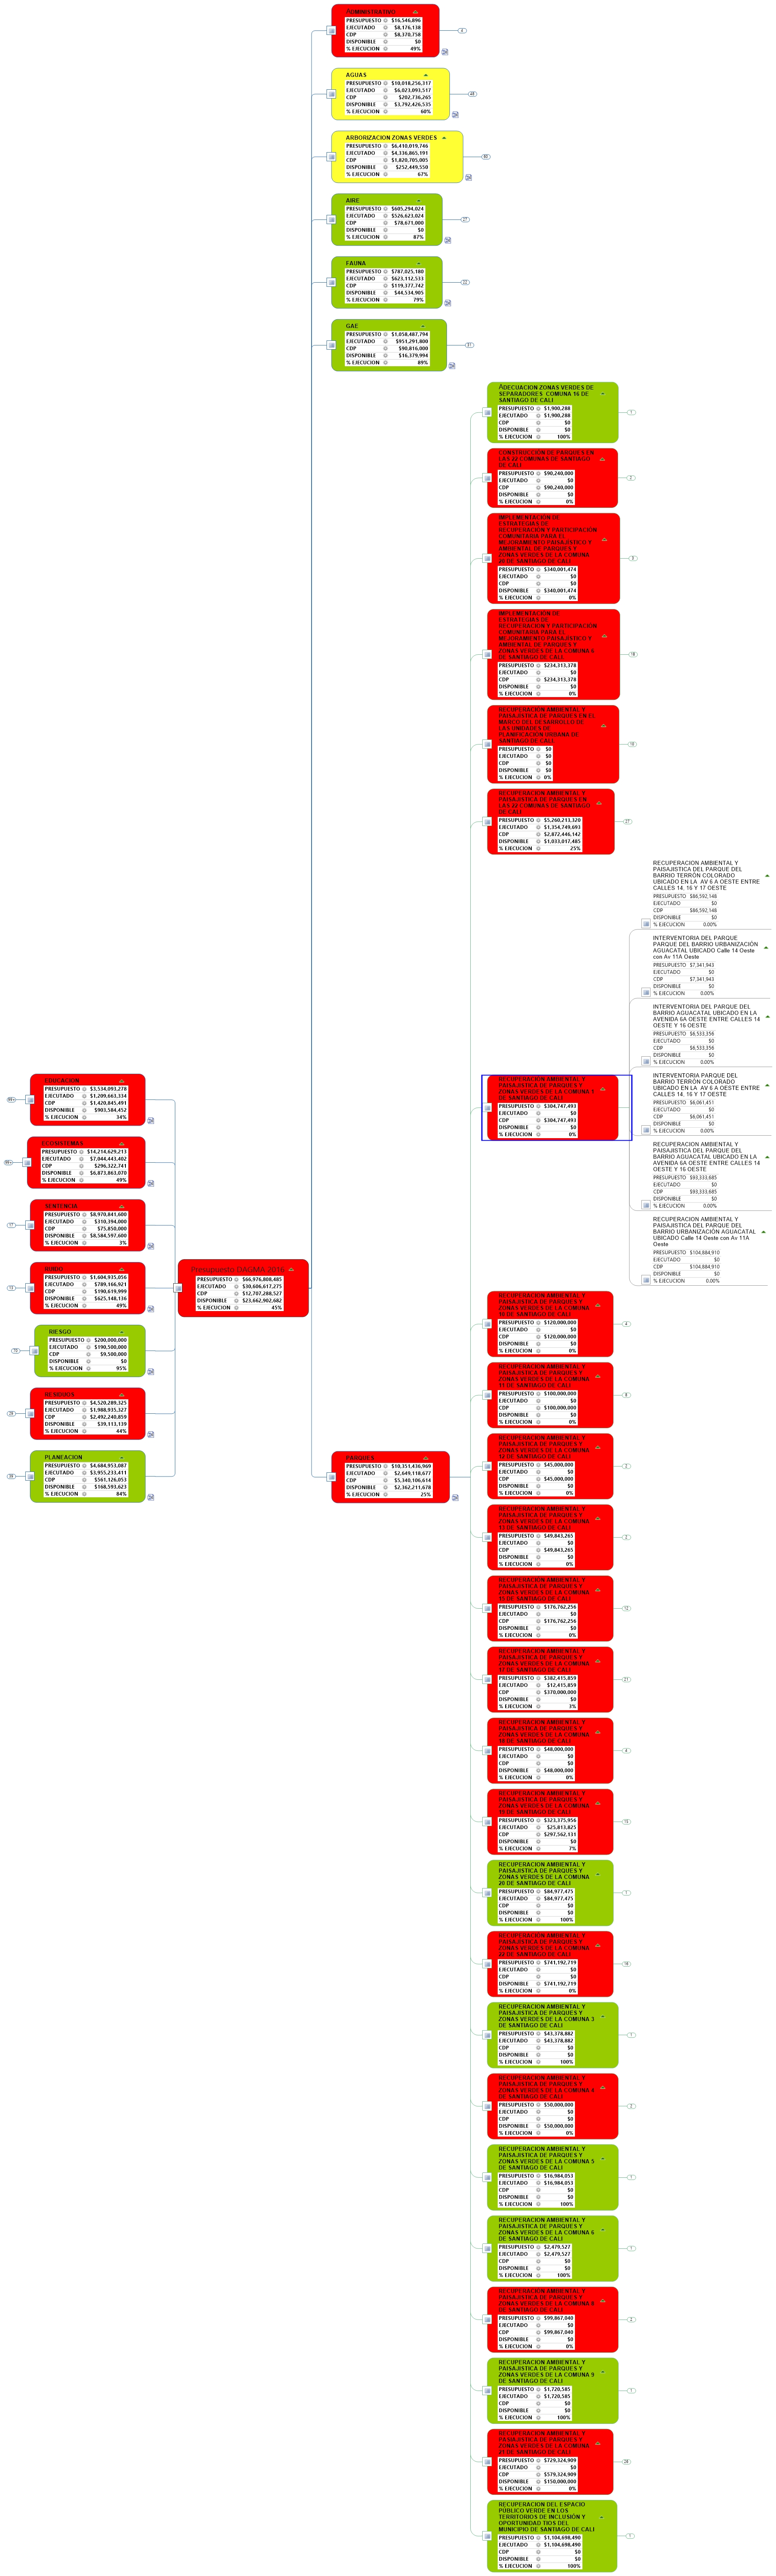 ADMINISTRATIVO
PRESUPUESTO $16,546,896
EJECUTADO $8,176,138
CDP $8,370,758
DISPONIBLE $0
% EJECUCION 49%
AGUAS
PRESUPUESTO $10,018,256,317
EJECUTADO $6,023,093,517
CDP $202,736,265
DISPONIBLE $3,792,426,535
% EJECUCION 60%
ARBORIZACION ZONAS VERDES
PRESUPUESTO $6,410,019,746
EJECUTADO $4,336,865,191
CDP $1,820,705,005
DISPONIBLE $252,449,550
% EJECUCION 67%
AIRE
PRESUPUESTO $605,294,024
EJECUTADO $526,623,024
CDP $78,671,000
DISPONIBLE $0
% EJECUCION 87%
FAUNA
PRESUPUESTO $787,025,180
EJECUTADO $623,112,533
CDP $119,377,742
DISPONIBLE $44,534,905
% EJECUCION 79%
GAE
PRESUPUESTO $1,058,487,794
EJECUTADO $951,291,800
CDP $90,816,000
DISPONIBLE $16,379,994
% EJECUCION 89%
EDUCACION
PRESUPUESTO $3,534,093,278
EJECUTADO $1,209,663,334
CDP $1,420,845,491
DISPONIBLE $903,584,452
% EJECUCION 34%
ECOSISTEMAS
PRESUPUESTO $14,214,629,213
EJECUTADO $7,044,443,402
CDP $296,322,741
DISPONIBLE $6,873,863,070
% EJECUCION 49%
SENTENCIA
PRESUPUESTO $8,970,841,600
EJECUTADO $310,394,000
CDP $75,850,000
DISPONIBLE $8,584,597,600
% EJECUCION 3%
RUIDO
PRESUPUESTO $1,604,935,056
EJECUTADO $789,166,921
CDP $190,619,999
DISPONIBLE $625,148,136
% EJECUCION 49%
RIESGO
PRESUPUESTO $200,000,000
EJECUTADO $190,500,000
CDP $9,500,000
DISPONIBLE $0
% EJECUCION 95%
RESIDUOS
PRESUPUESTO $4,520,289,325
EJECUTADO $1,988,935,327
CDP $2,492,240,859
DISPONIBLE $39,113,139
% EJECUCION 44%
PLANEACION
PRESUPUESTO $4,684,953,087
EJECUTADO $3,955,233,411
CDP $561,126,053
DISPONIBLE $168,593,623
% EJECUCION 84%
Presupuesto DAGMA 2016
PRESUPUESTO $66,976,808,485
EJECUTADO $30,606,617,275
CDP $12,707,288,527
DISPONIBLE $23,662,902,682
% EJECUCION 45%
PARQUES
PRESUPUESTO $10,351,436,969
EJECUTADO $2,649,118,677
CDP $5,340,106,614
DISPONIBLE $2,362,211,678
% EJECUCION 25%
ADECUACION ZONAS VERDES DE
SEPARADORES COMUNA 16 DE
SANTIAGO DE CALI
PRESUPUESTO $1,900,288
EJECUTADO $1,900,288
CDP $0
DISPONIBLE $0
% EJECUCION 100%
CONSTRUCCIÓN DE PARQUES EN
LAS 22 COMUNAS DE SANTIAGO
DE CALI
PRESUPUESTO $90,240,000
EJECUTADO $0
CDP $90,240,000
DISPONIBLE $0
% EJECUCION 0%
IMPLEMENTACIÓN DE
ESTRATEGIAS DE
RECUPERACIÓN Y PARTICIPACIÓN
COMUNITARIA PARA EL
MEJORAMIENTO PAISAJÍSTICO Y
AMBIENTAL DE PARQUES Y
ZONAS VERDES DE LA COMUNA
20 DE SANTIAGO DE CALI
PRESUPUESTO $340,001,474
EJECUTADO $0
CDP $0
DISPONIBLE $340,001,474
% EJECUCION 0%
IMPLEMENTACIÓN DE
ESTRATEGIAS DE
RECUPERACIÓN Y PARTICIPACIÓN
COMUNITARIA PARA EL
MEJORAMIENTO PAISAJÍSTICO Y
AMBIENTAL DE PARQUES Y
ZONAS VERDES DE LA COMUNA 6
DE SANTIAGO DE CALI
PRESUPUESTO $234,313,378
EJECUTADO $0
CDP $234,313,378
DISPONIBLE $0
% EJECUCION 0%
RECUPERACIÓN AMBIENTAL Y
PAISAJÍSTICA DE PARQUES EN EL
MARCO DEL DESARROLLO DE
LAS UNIDADES DE
PLANIFICACIÓN URBANA DE
SANTIAGO DE CALI
PRESUPUESTO $0
EJECUTADO $0
CDP $0
DISPONIBLE $0
% EJECUCION 0%
RECUPERACIÓN AMBIENTAL Y
PAISAJISTICA DE PARQUES EN
LAS 22 COMUNAS DE SANTIAGO
DE CALI
PRESUPUESTO $5,260,213,320
EJECUTADO $1,354,749,693
CDP $2,872,446,142
DISPONIBLE $1,033,017,485
% EJECUCION 25%
RECUPERACION AMBIENTAL Y
PAISAJISTICA DE PARQUES Y
ZONAS VERDES DE LA COMUNA 1
DE SANTIAGO DE CALI
PRESUPUESTO $304,747,493
EJECUTADO $0
CDP $304,747,493
DISPONIBLE $0
% EJECUCION 0%
RECUPERACION AMBIENTAL Y
PAISAJISTICA DEL PARQUE DEL
BARRIO TERRÓN COLORADO
UBICADO EN LA AV 6 A OESTE ENTRE
CALLES 14, 16 Y 17 OESTE
PRESUPUESTO $86,592,148
EJECUTADO $0
CDP $86,592,148
DISPONIBLE $0
% EJECUCION 0.00%
INTERVENTORIA DEL PARQUE
PARQUE DEL BARRIO URBANIZACIÓN
AGUACATAL UBICADO Calle 14 Oeste
con Av 11A Oeste
PRESUPUESTO $7,341,943
EJECUTADO $0
CDP $7,341,943
DISPONIBLE $0
% EJECUCION 0.00%
INTERVENTORIA DEL PARQUE DEL
BARRIO AGUACATAL UBICADO EN LA
AVENIDA 6A OESTE ENTRE CALLES 14
OESTE Y 16 OESTE
PRESUPUESTO $6,533,356
EJECUTADO $0
CDP $6,533,356
DISPONIBLE $0
% EJECUCION 0.00%
INTERVENTORIA PARQUE DEL
BARRIO TERRÓN COLORADO
UBICADO EN LA AV 6 A OESTE ENTRE
CALLES 14, 16 Y 17 OESTE
PRESUPUESTO $6,061,451
EJECUTADO $0
CDP $6,061,451
DISPONIBLE $0
% EJECUCION 0.00%
RECUPERACION AMBIENTAL Y
PAISAJISTICA DEL PARQUE DEL
BARRIO AGUACATAL UBICADO EN LA
AVENIDA 6A OESTE ENTRE CALLES 14
OESTE Y 16 OESTE
PRESUPUESTO $93,333,685
EJECUTADO $0
CDP $93,333,685
DISPONIBLE $0
% EJECUCION 0.00%
RECUPERACION AMBIENTAL Y
PAISAJISTICA DEL PARQUE DEL
BARRIO URBANIZACIÓN AGUACATAL
UBICADO Calle 14 Oeste con Av 11A
Oeste
PRESUPUESTO $104,884,910
EJECUTADO $0
CDP $104,884,910
DISPONIBLE $0
% EJECUCION 0.00%
RECUPERACION AMBIENTAL Y
PAISAJISTICA DE PARQUES Y
ZONAS VERDES DE LA COMUNA
10 DE SANTIAGO DE CALI
PRESUPUESTO $120,000,000
EJECUTADO $0
CDP $120,000,000
DISPONIBLE $0
% EJECUCION 0%
RECUPERACION AMBIENTAL Y
PAISAJISTICA DE PARQUES Y
ZONAS VERDES DE LA COMUNA
11 DE SANTIAGO DE CALI
PRESUPUESTO $100,000,000
EJECUTADO $0
CDP $100,000,000
DISPONIBLE $0
% EJECUCION 0%
RECUPERACION AMBIENTAL Y
PAISAJISTICA DE PARQUES Y
ZONAS VERDES DE LA COMUNA
12 DE SANTIAGO DE CALI
PRESUPUESTO $45,000,000
EJECUTADO $0
CDP $45,000,000
DISPONIBLE $0
% EJECUCION 0%
RECUPERACION AMBIENTAL Y
PAISAJISTICA DE PARQUES Y
ZONAS VERDES DE LA COMUNA
13 DE SANTIAGO DE CALI
PRESUPUESTO $49,843,265
EJECUTADO $0
CDP $49,843,265
DISPONIBLE $0
% EJECUCION 0%
RECUPERACION AMBIENTAL Y
PAISAJISTICA DE PARQUES Y
ZONAS VERDES DE LA COMUNA
15 DE SANTIAGO DE CALI
PRESUPUESTO $176,762,256
EJECUTADO $0
CDP $176,762,256
DISPONIBLE $0
% EJECUCION 0%
RECUPERACION AMBIENTAL Y
PAISAJISTICA DE PARQUES Y
ZONAS VERDES DE LA COMUNA
17 DE SANTIAGO DE CALI
PRESUPUESTO $382,415,859
EJECUTADO $12,415,859
CDP $370,000,000
DISPONIBLE $0
% EJECUCION 3%
RECUPERACION AMBIENTAL Y
PAISAJISTICA DE PARQUES Y
ZONAS VERDES DE LA COMUNA
18 DE SANTIAGO DE CALI
PRESUPUESTO $48,000,000
EJECUTADO $0
CDP $0
DISPONIBLE $48,000,000
% EJECUCION 0%
RECUPERACION AMBIENTAL Y
PAISAJISTICA DE PARQUES Y
ZONAS VERDES DE LA COMUNA
19 DE SANTIAGO DE CALI
PRESUPUESTO $323,375,956
EJECUTADO $25,813,825
CDP $297,562,131
DISPONIBLE $0
% EJECUCION 7%
RECUPERACION AMBIENTAL Y
PAISAJISTICA DE PARQUES Y
ZONAS VERDES DE LA COMUNA
20 DE SANTIAGO DE CALI
PRESUPUESTO $84,977,475
EJECUTADO $84,977,475
CDP $0
DISPONIBLE $0
% EJECUCION 100%
RECUPERACION AMBIENTAL Y
PAISAJISTICA DE PARQUES Y
ZONAS VERDES DE LA COMUNA
22 DE SANTIAGO DE CALI
PRESUPUESTO $741,192,719
EJECUTADO $0
CDP $0
DISPONIBLE $741,192,719
% EJECUCION 0%
RECUPERACION AMBIENTAL Y
PAISAJISTICA DE PARQUES Y
ZONAS VERDES DE LA COMUNA 3
DE SANTIAGO DE CALI
PRESUPUESTO $43,378,882
EJECUTADO $43,378,882
CDP $0
DISPONIBLE $0
% EJECUCION 100%
RECUPERACION AMBIENTAL Y
PAISAJISTICA DE PARQUES Y
ZONAS VERDES DE LA COMUNA 4
DE SANTIAGO DE CALI
PRESUPUESTO $50,000,000
EJECUTADO $0
CDP $0
DISPONIBLE $50,000,000
% EJECUCION 0%
RECUPERACION AMBIENTAL Y
PAISAJISTICA DE PARQUES Y
ZONAS VERDES DE LA COMUNA 5
DE SANTIAGO DE CALI
PRESUPUESTO $16,984,053
EJECUTADO $16,984,053
CDP $0
DISPONIBLE $0
% EJECUCION 100%
RECUPERACION AMBIENTAL Y
PAISAJISTICA DE PARQUES Y
ZONAS VERDES DE LA COMUNA 6
DE SANTIAGO DE CALI
PRESUPUESTO $2,479,527
EJECUTADO $2,479,527
CDP $0
DISPONIBLE $0
% EJECUCION 100%
RECUPERACION AMBIENTAL Y
PAISAJISTICA DE PARQUES Y
ZONAS VERDES DE LA COMUNA 8
DE SANTIAGO DE CALI
PRESUPUESTO $99,867,040
EJECUTADO $0
CDP $99,867,040
DISPONIBLE $0
% EJECUCION 0%
RECUPERACION AMBIENTAL Y
PAISAJISTICA DE PARQUES Y
ZONAS VERDES DE LA COMUNA 9
DE SANTIAGO DE CALI
PRESUPUESTO $1,720,585
EJECUTADO $1,720,585
CDP $0
DISPONIBLE $0
% EJECUCION 100%
RECUPERACION AMBIENTAL Y
PAISAJISTICA DE PARQUES Y
ZONAS VERDES DE LA COMUNA
21 DE SANTIAGO DE CALI
PRESUPUESTO $729,324,909
EJECUTADO $0
CDP $579,324,909
DISPONIBLE $150,000,000
% EJECUCION 0%
RECUPERACION DEL ESPACIO
PÚBLICO VERDE EN LOS
TERRITORIOS DE INCLUSIÓN Y
OPORTUNIDAD TIOS DEL
MUNICIPIO DE SANTIAGO DE CALI
PRESUPUESTO $1,104,698,490
EJECUTADO $1,104,698,490
CDP $0
DISPONIBLE $0
% EJECUCION 100%